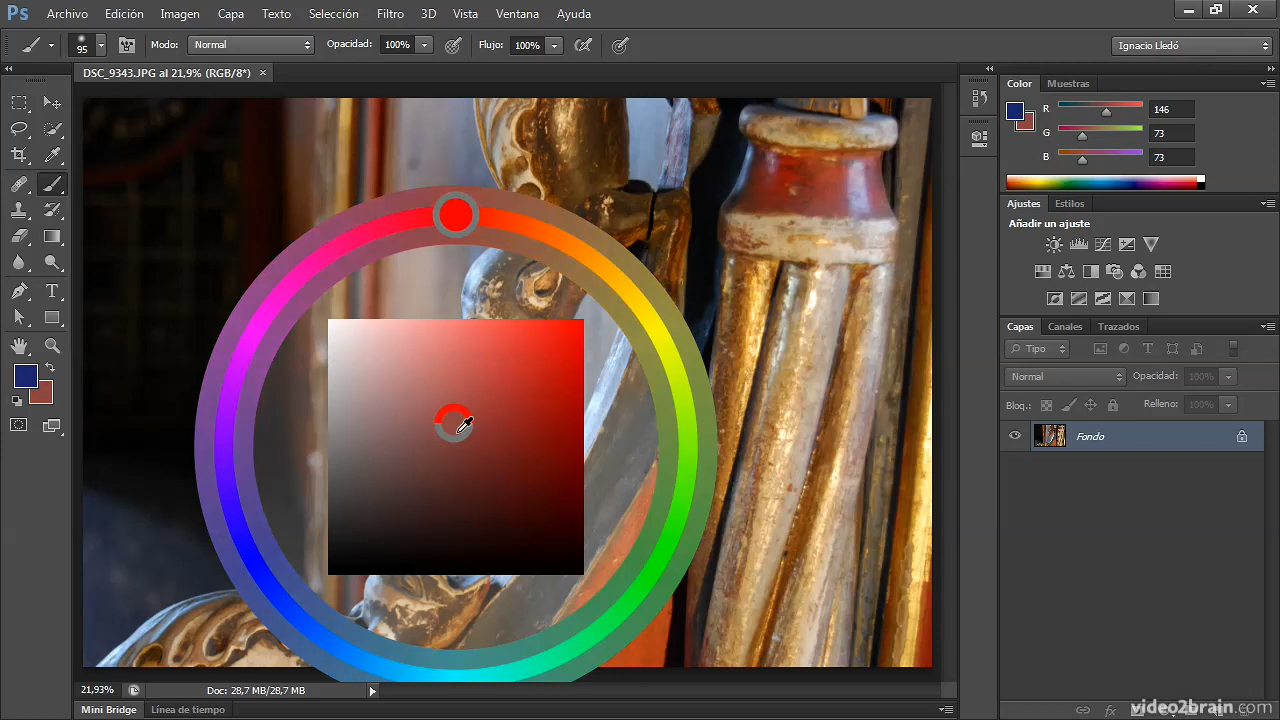 Ps Archivo Edición Imagen Capa Texto Selección Filtro 3D Vista Ventana Ayuda
95 Modo: Normal Opacidad: 100% Flujo: 100% Ignacio Lledó
DSC_9343.JPG al 21,9% (RGB/8*) ×
Color Muestras
R 146
G 73
B 73
Ajustes Estilos
Añadir un ajuste
Capas Canales Trazados
Tipo
Normal Opacidad: 100%
Bloq.: Relleno: 100%
Fondo
21,93% Doc: 28,7 MB/28,7 MB
Mini Bridge Línea de tiempo
video2brain.com